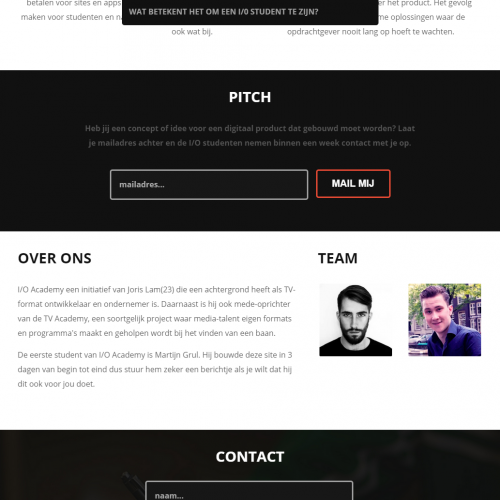 betalen voor sites en apps
WAT BETEKENT HET OM EEN I/0 STUDENT TE ZIJN?
er het product. Het gevolg
maken voor studenten en
me oplossingen waar de
ook wat bij.
opdrachtgever nooit lang op hoeft te wachten.
PITCH
Heb jij een concept of idee voor een digitaal product dat gebouwd moet worden? Laat
je mailadres achter en de I/O studenten nemen binnen een week contact met je op.
mailadres...
MAIL MIJ
OVER ONS
I/O Academy een initiatief van Joris Lam(23) die een achtergrond heeft als TV-
format ontwikkelaar en ondernemer is. Daarnaast is hij ook mede-oprichter
van de TV Academy, een soortgelijk project waar media-talent eigen formats
en programma's maakt en geholpen wordt bij het vinden van een baan.
De eerste student van I/O Academy is Martijn Grul. Hij bouwde deze site in 3
dagen van begin tot eind dus stuur hem zeker een berichtje als je wilt dat hij
dit ook voor jou doet.
TEAM
CONTACT
naam...